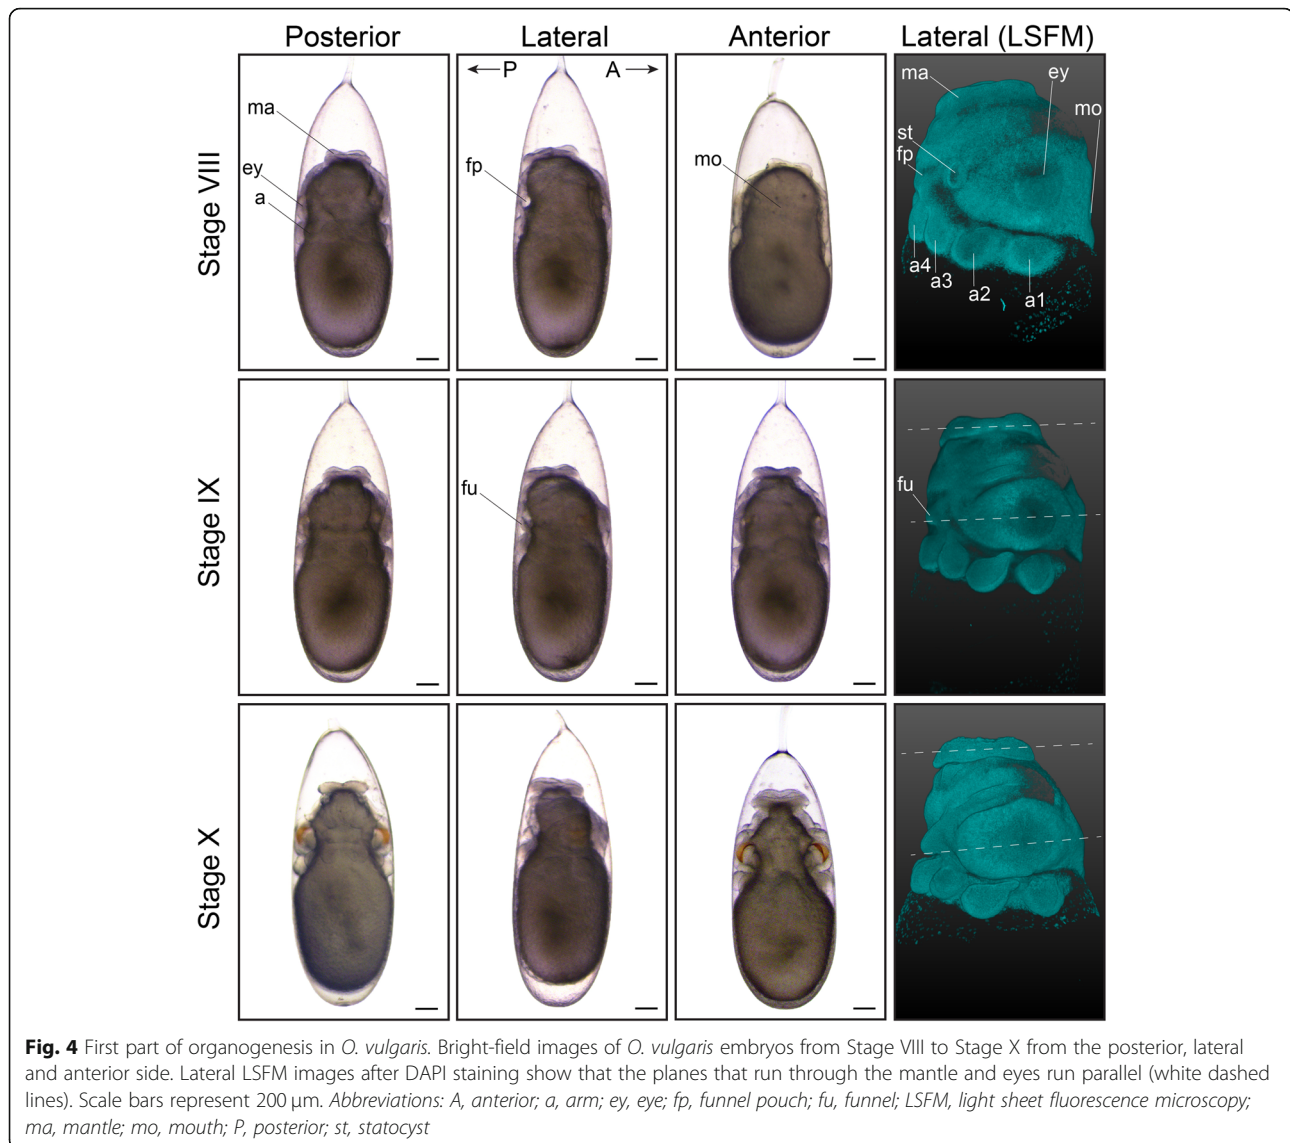 Posterior
Lateral
Anterior
Lateral (LSFM)
Stage VIII
ma
ey
a
P
A
fp
mo
ma
ey
mo
st
fp
a4
a3
a2
a1
Stage IX
fu
fu
Stage X
Fig. 4 First part of organogenesis in O. vulgaris. Bright-field images of O. vulgaris embryos from Stage VIII to Stage X from the posterior, lateral
and anterior side. Lateral LSFM images after DAPI staining show that the planes that run through the mantle and eyes run parallel (white dashed
lines). Scale bars represent 200 μm. Abbreviations: A, anterior; a, arm; ey, eye; fp, funnel pouch; fu, funnel; LSFM, light sheet fluorescence microscopy;
ma, mantle; mo, mouth; P, posterior; st, statocyst